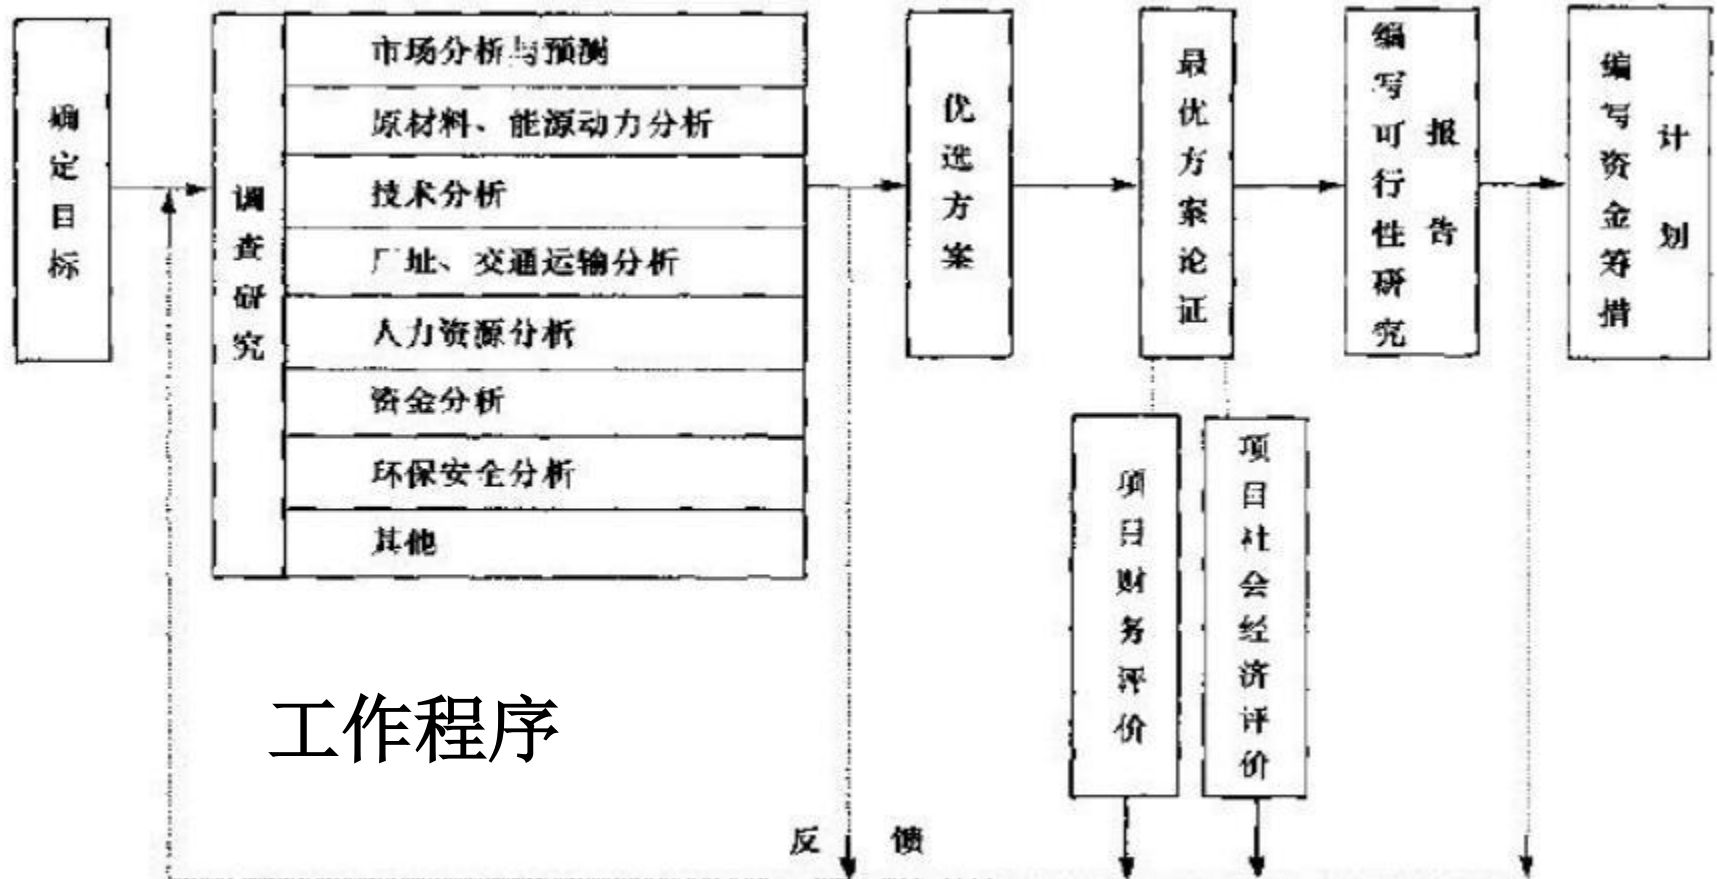 确定目标
调查研究
市场分析与预测
原材料、能源动力分析
技术分析
厂址、交通运输分析
人力资源分析
资金分析
环保安全分析
其他
优选方案
最优方案论证
编写可行性研究
报告
编写资金筹措
计划
项目财务评价
项目社会经济评价
工作程序
反馈